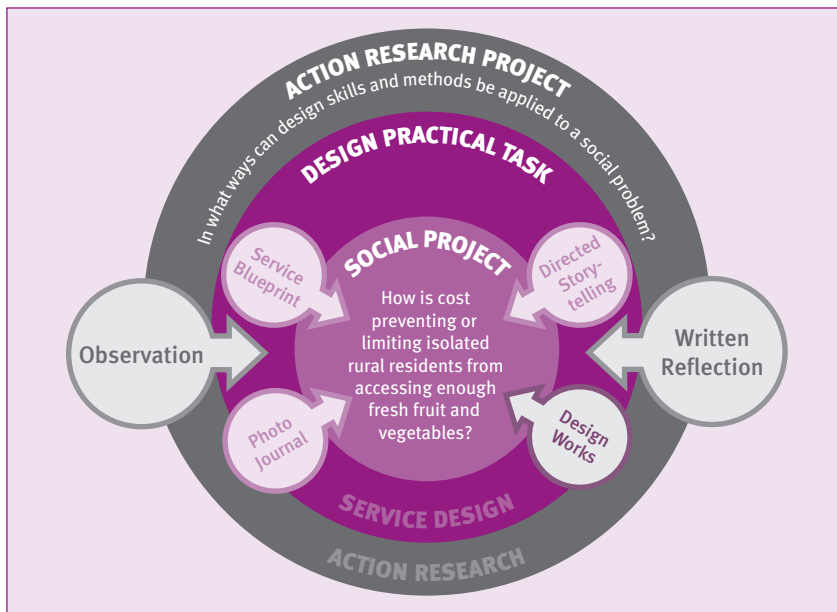 ACTION RESEARCH PROJECT
In what ways can design skills and methods be applied to a social problem?
DESIGN PRACTICAL TASK
SOCIAL PROJECT
How is cost
preventing or
limiting isolated
rural residents from
accessing enough
fresh fruit and
vegetables?
Service
Blueprint
Directed
Story-
telling
Observation
Written
Reflection
Photo
Journal
Design
Works
SERVICE DESIGN
ACTION RESEARCH